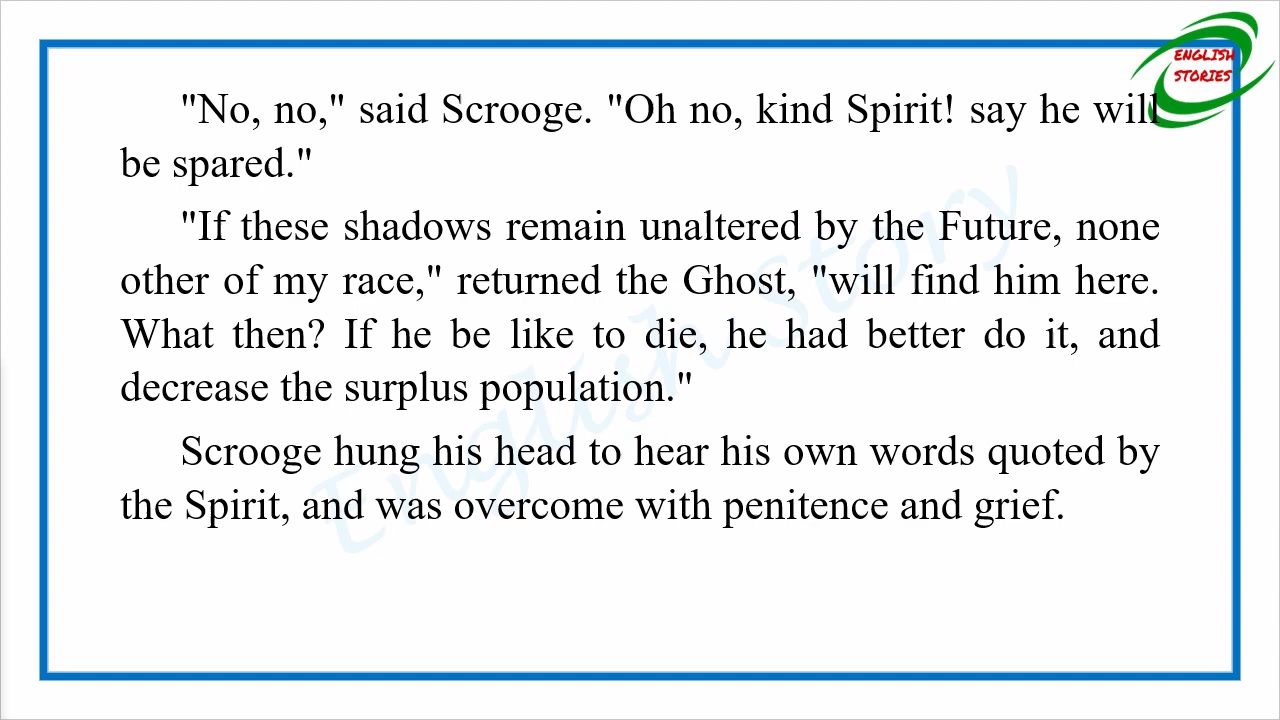 ENGLISH
STORIES
"No, no," said Scrooge. "Oh no, kind Spirit! say he will
be spared."
"If these shadows remain unaltered by the Future, none
other of my race," returned the Ghost, "will find him here.
What then? If he be like to die, he had better do it, and
decrease the surplus population."
Scrooge hung his head to hear his own words quoted by
the Spirit, and was overcome with penitence and grief.
English Story